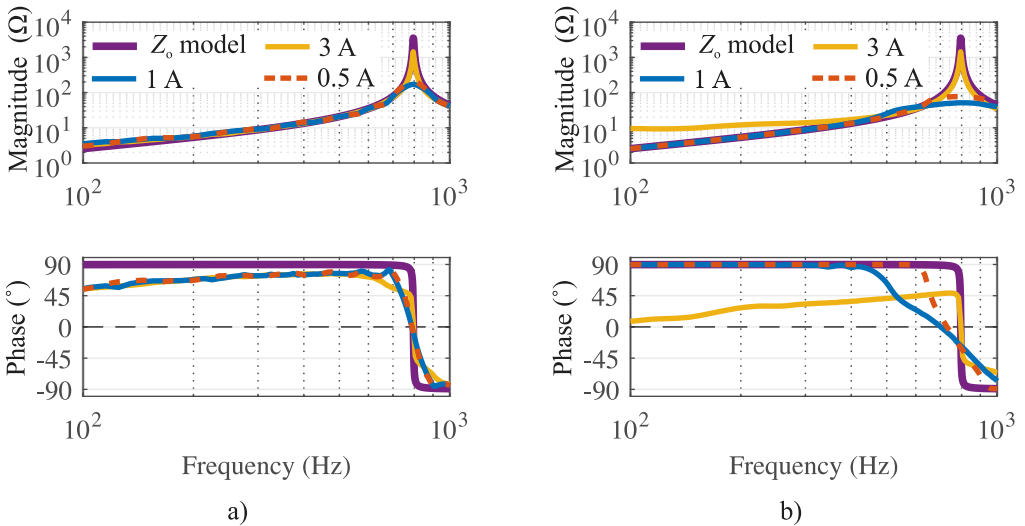 Magnitude (Ω)
10^4
10^3
10^2
10^1
10^0
Z_o model
3 A
1 A
0.5 A
10^2
10^3
Phase (°)
90
45
0
-45
-90
10^2
10^3
Frequency (Hz)
a)
Magnitude (Ω)
10^4
10^3
10^2
10^1
10^0
Z_o model
3 A
1 A
0.5 A
10^2
10^3
Phase (°)
90
45
0
-45
-90
10^2
10^3
Frequency (Hz)
b)